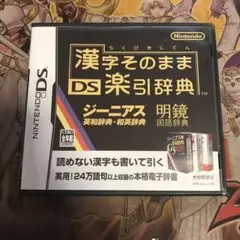 NINTENDO DS
らくびきじてん
漢字そのまま
DS 楽引辞典
TM
ジーニアス 明鏡
英和辞典・和英辞典 国語辞典
読めない漢字も書いて引く
実用!24万語句以上収録の本格電子辞書